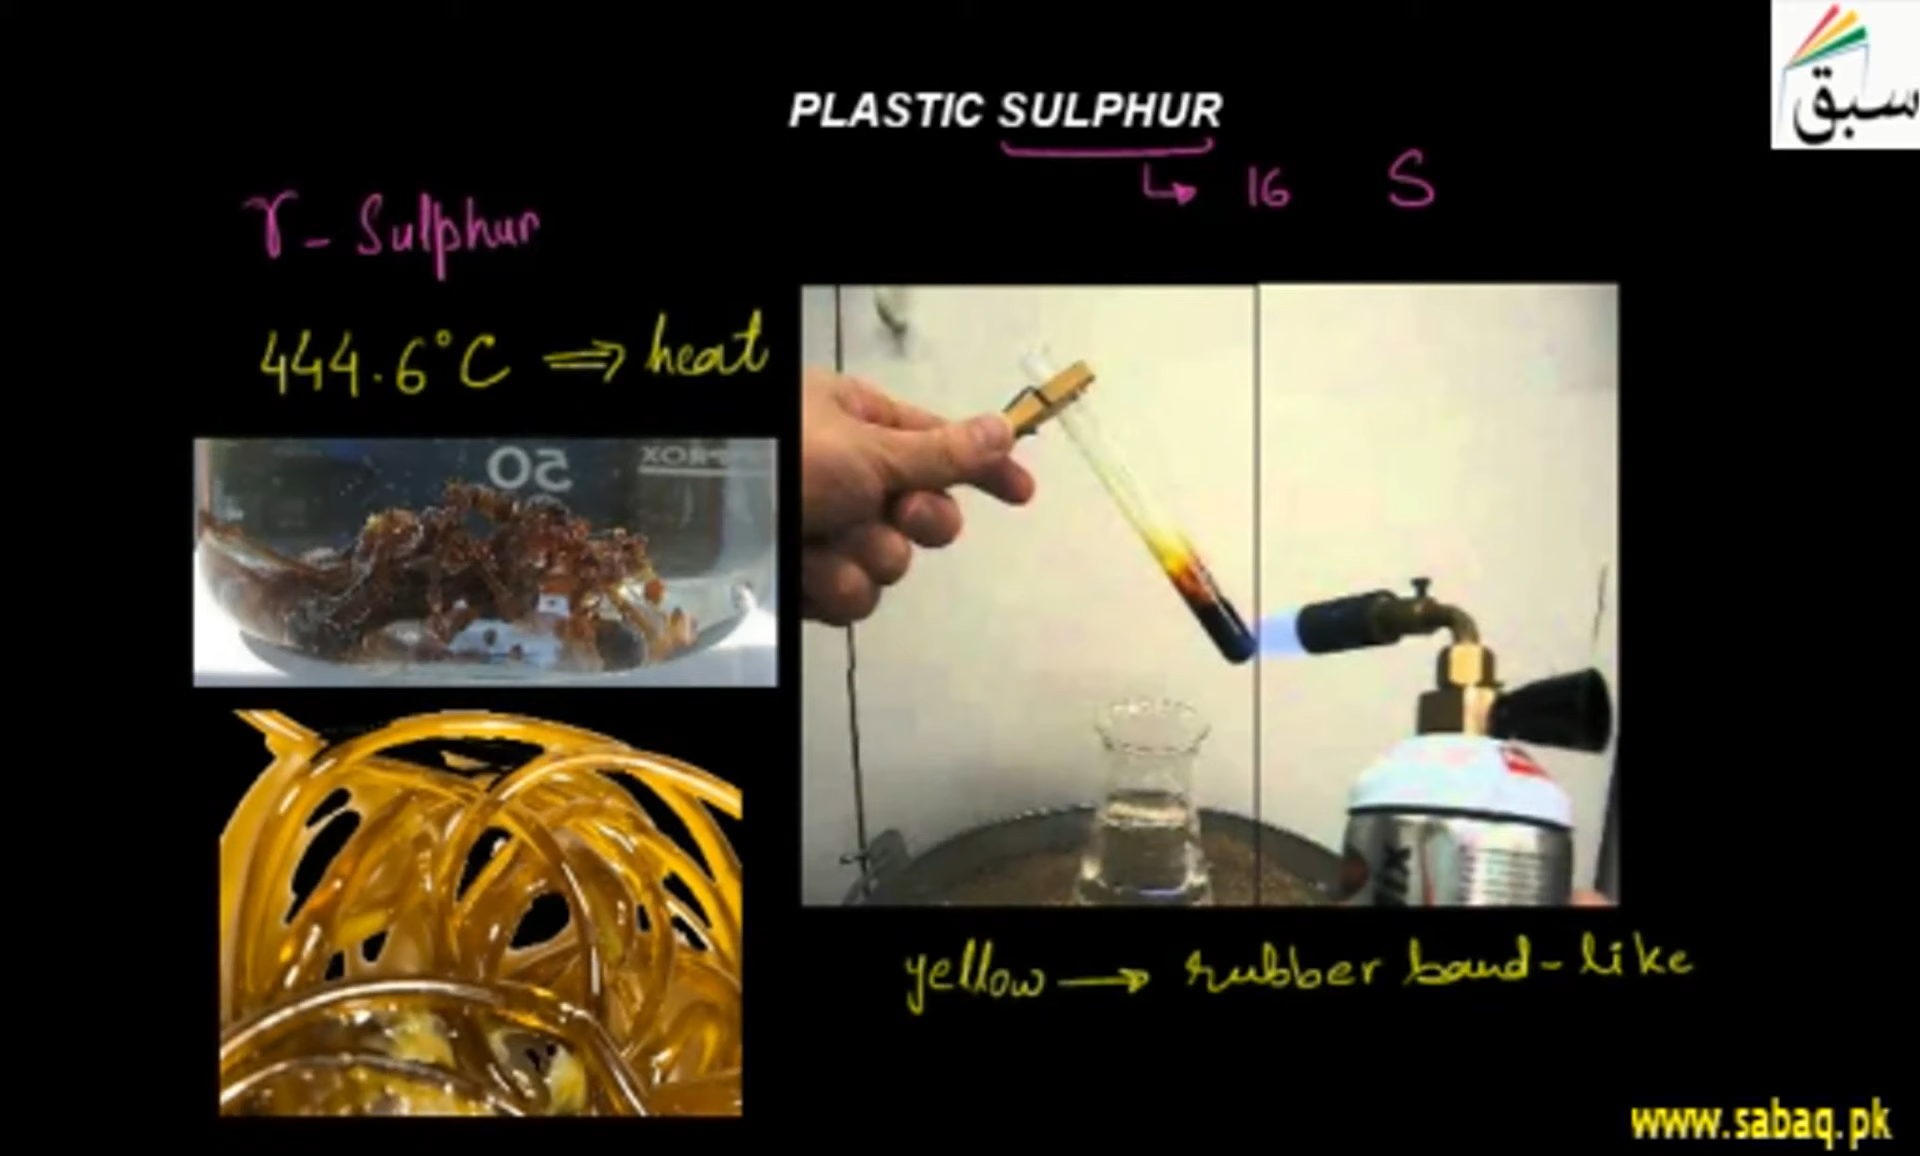 سبق
PLASTIC SULPHUR
↳ 16 S
γ- Sulphur
444.6°C ⇒ heat
50
yellow → rubber band-like
www.sabaq.pk